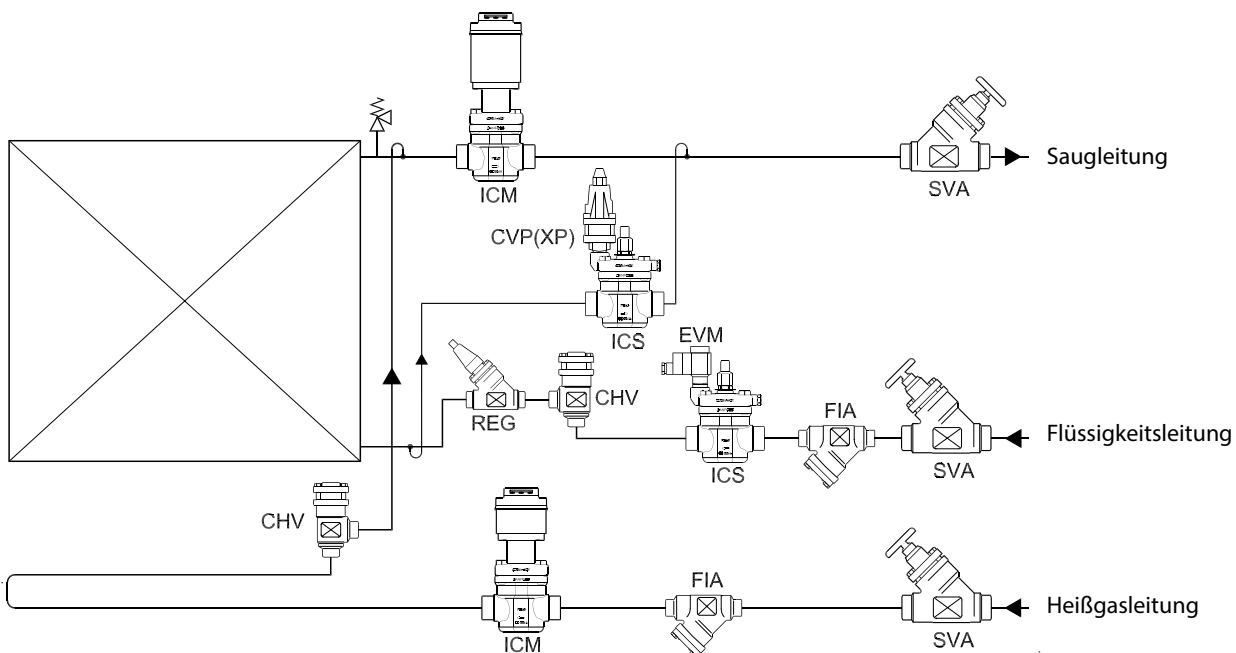 ICM
SVA
Saugleitung
CVP(XP)
ICS
EVM
REG
CHV
ICS
FIA
SVA
Flüssigkeitsleitung
CHV
ICM
FIA
SVA
Heißgasleitung